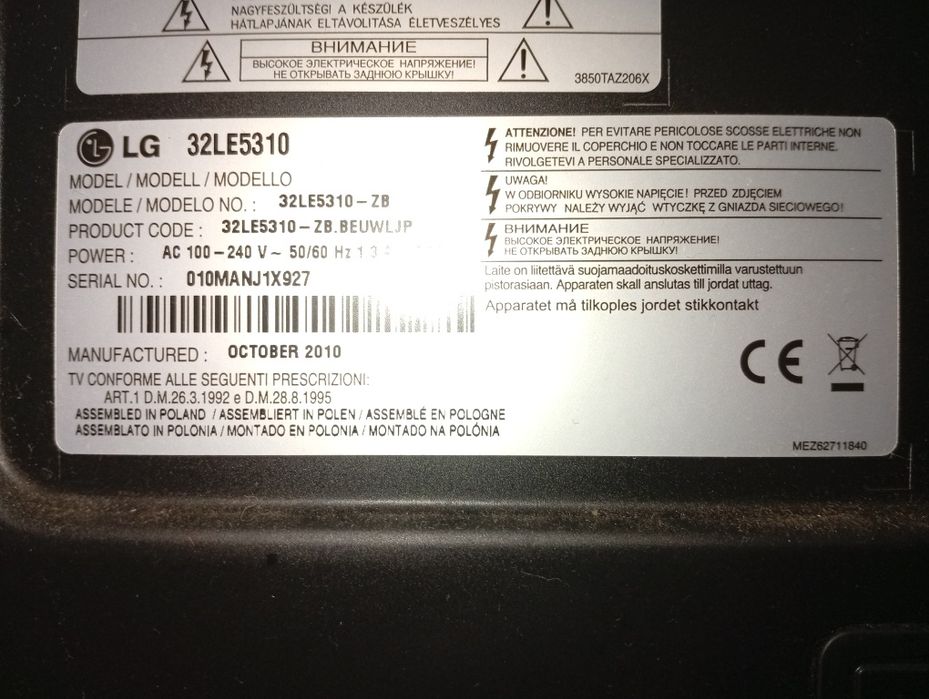 NAGYFESZÜLTSÉG! A KÉSZÜLÉK
HÁTLAPJÁNAK ELTÁVOLÍTÁSA ÉLETVESZÉLYES
ВНИМАНИЕ
ВЫСОКОЕ ЭЛЕКТРИЧЕСКОЕ НАПРЯЖЕНИЕ!
НЕ ОТКРЫВАТЬ ЗАДНЮЮ КРЫШКУ!
3850TAZ206X
LG 32LE5310
MODEL / MODELL / MODELLO
MODELE / MODELO NO. : 32LE5310-ZB
PRODUCT CODE : 32LE5310-ZB.BEUWLJP
POWER : AC 100-240 V~ 50/60 Hz 1.3
SERIAL NO. : 010MANJ1X927
MANUFACTURED : OCTOBER 2010
TV CONFORME ALLE SEGUENTI PRESCRIZIONI:
ART.1 D.M.26.3.1992 e D.M.28.8.1995
ASSEMBLED IN POLAND / ASSEMBLIERT IN POLEN / ASSEMBLÉ EN POLOGNE
ASSEMBLATO IN POLONIA / MONTADO EN POLONIA / MONTADO NA POLÓNIA
ATTENZIONE! PER EVITARE PERICOLOSE SCOSSE ELETTRICHE NON
RIMUOVERE IL COPERCHIO E NON TOCCARE LE PARTI INTERNE.
RIVOLGETEVI A PERSONALE SPECIALIZZATO.
UWAGA!
W ODBIORNIKU WYSOKIE NAPIĘCIE! PRZED ZDJĘCIEM
POKRYWY NALEŻY WYJĄĆ WTYCZKĘ Z GNIAZDA SIECIOWEGO!
ВНИМАНИЕ
ВЫСОКОЕ ЭЛЕКТРИЧЕСКОЕ НАПРЯЖЕНИЕ!
НЕ ОТКРЫВАТЬ ЗАДНЮЮ КРЫШКУ!
Laite on liitettävä suojamaadoituskoskettimilla varustettuun
pistorasiaan. Apparaten skall anslutas till jordat uttag.
Apparatet må tilkoples jordet stikkontakt
CE
MEZ62711840